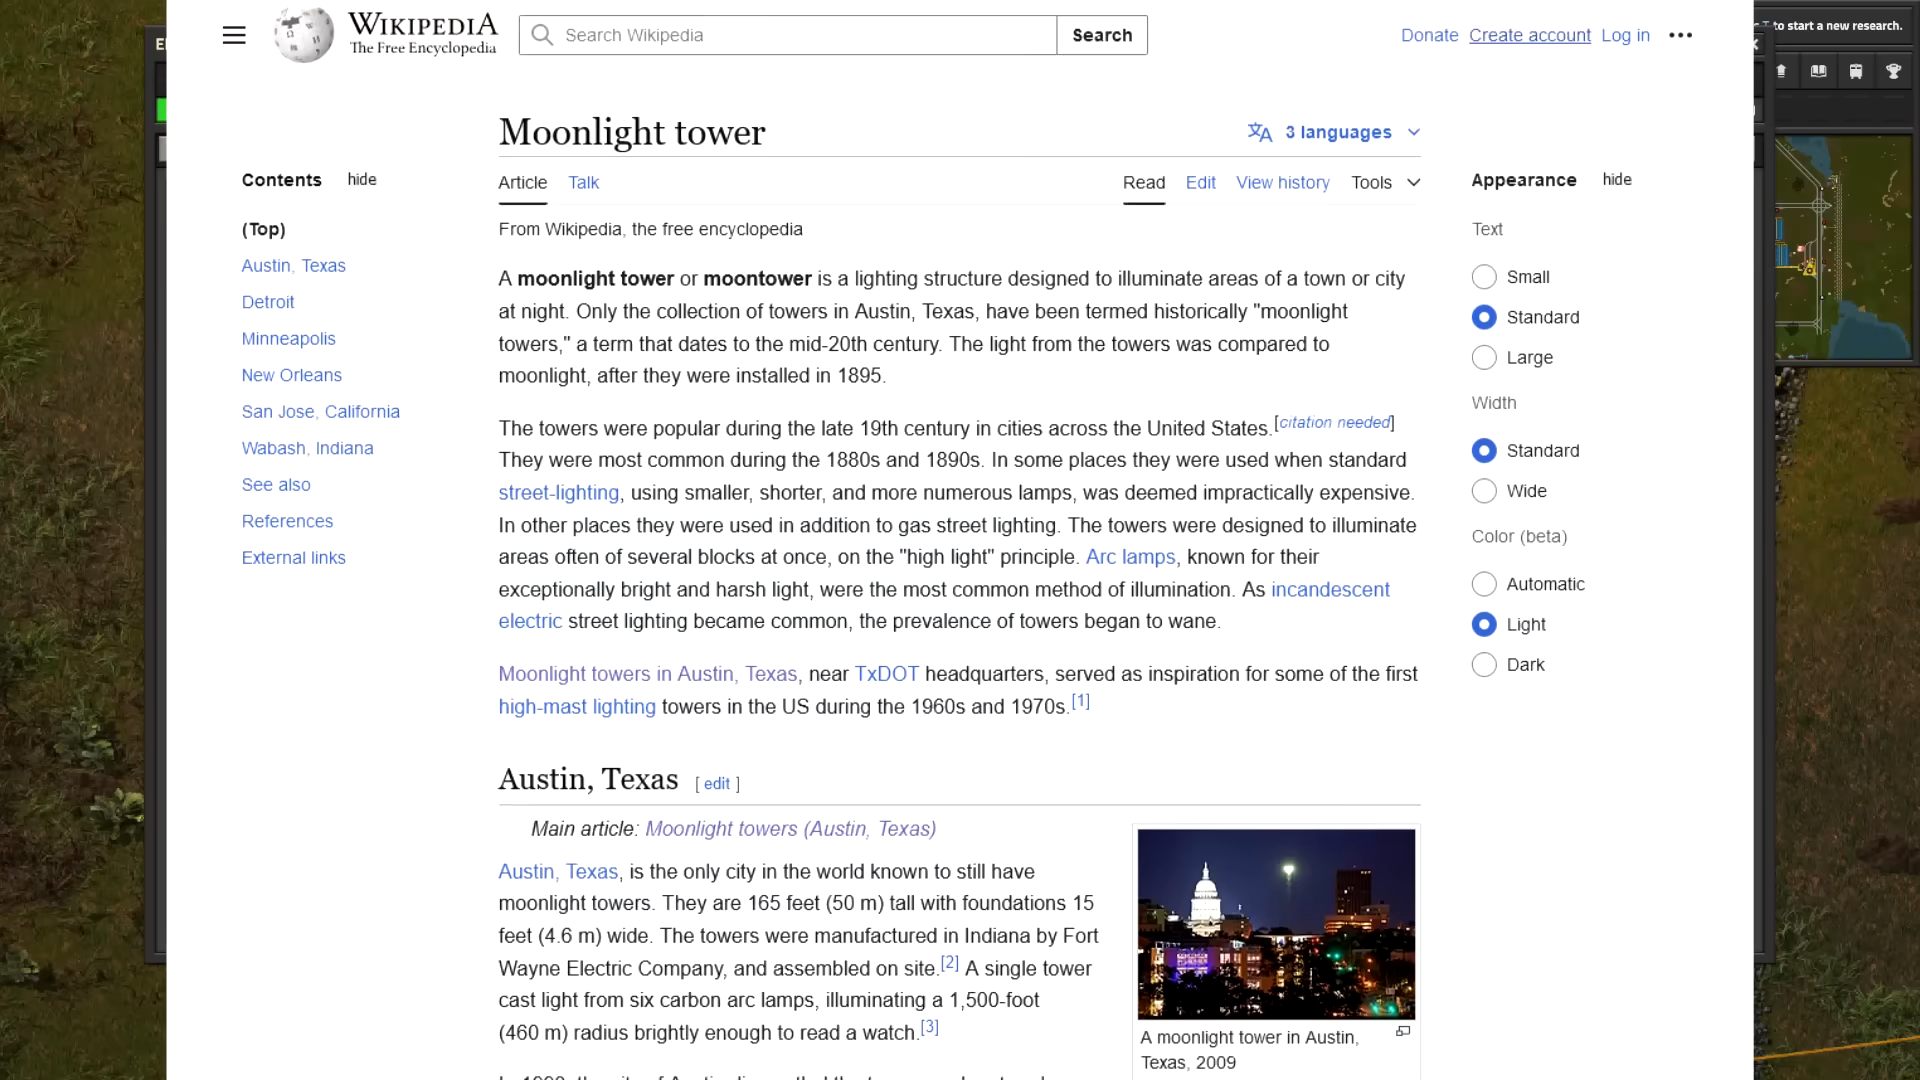 WIKIPEDIA
The Free Encyclopedia
Search Wikipedia
Search
Donate Create account Log in
to start a new research.
Moonlight tower
3 languages
Contents hide
(Top)
Austin, Texas
Detroit
Minneapolis
New Orleans
San Jose, California
Wabash, Indiana
See also
References
External links
Article Talk
Read Edit View history Tools
From Wikipedia, the free encyclopedia
A moonlight tower or moontower is a lighting structure designed to illuminate areas of a town or city
at night. Only the collection of towers in Austin, Texas, have been termed historically "moonlight
towers," a term that dates to the mid-20th century. The light from the towers was compared to
moonlight, after they were installed in 1895.
The towers were popular during the late 19th century in cities across the United States.[citation needed]
They were most common during the 1880s and 1890s. In some places they were used when standard
street-lighting, using smaller, shorter, and more numerous lamps, was deemed impractically expensive.
In other places they were used in addition to gas street lighting. The towers were designed to illuminate
areas often of several blocks at once, on the "high light" principle. Arc lamps, known for their
exceptionally bright and harsh light, were the most common method of illumination. As incandescent
electric street lighting became common, the prevalence of towers began to wane.
Moonlight towers in Austin, Texas, near TxDOT headquarters, served as inspiration for some of the first
high-mast lighting towers in the US during the 1960s and 1970s.[1]
Austin, Texas [ edit ]
Main article: Moonlight towers (Austin, Texas)
Austin, Texas, is the only city in the world known to still have
moonlight towers. They are 165 feet (50 m) tall with foundations 15
feet (4.6 m) wide. The towers were manufactured in Indiana by Fort
Wayne Electric Company, and assembled on site.[2] A single tower
cast light from six carbon arc lamps, illuminating a 1,500-foot
(460 m) radius brightly enough to read a watch.[3]
A moonlight tower in Austin,
Texas, 2009
Appearance hide
Text
Small
Standard
Large
Width
Standard
Wide
Color (beta)
Automatic
Light
Dark